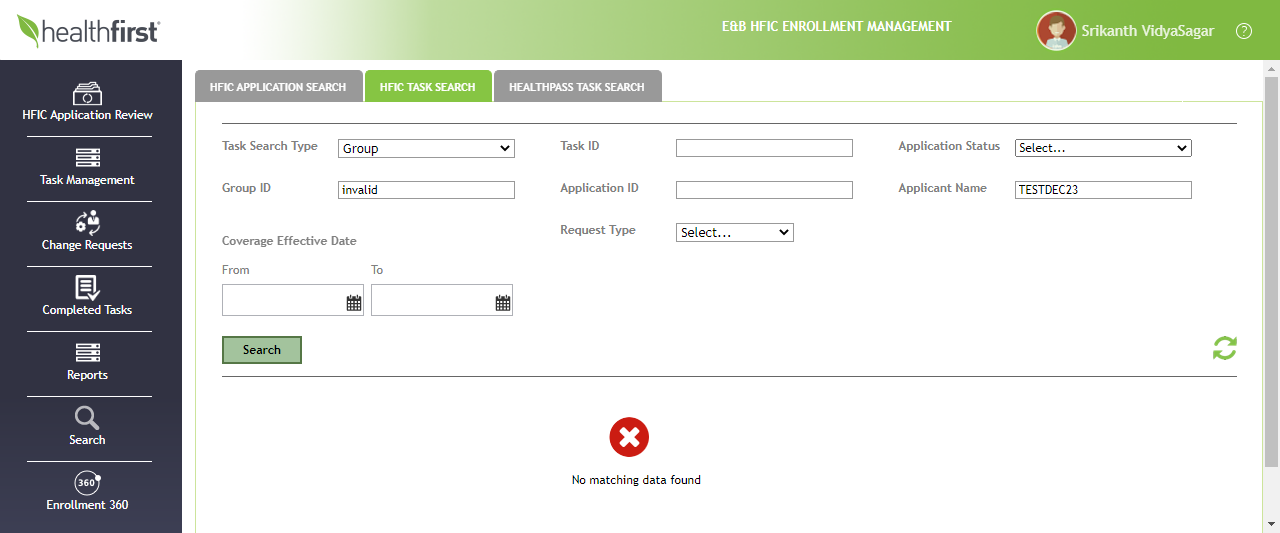 healthfirst®
E&B HFIC ENROLLMENT MANAGEMENT
Srikanth VidyaSagar
?
HFIC Application Review
Task Management
Change Requests
Completed Tasks
Reports
Search
360°
Enrollment 360
HFIC APPLICATION SEARCH
HFIC TASK SEARCH
HEALTHPASS TASK SEARCH
Task Search Type Group Task ID Application Status Select...
Group ID invalid Application ID Applicant Name TESTDEC23
Request Type Select...
Coverage Effective Date
From To
Search
No matching data found